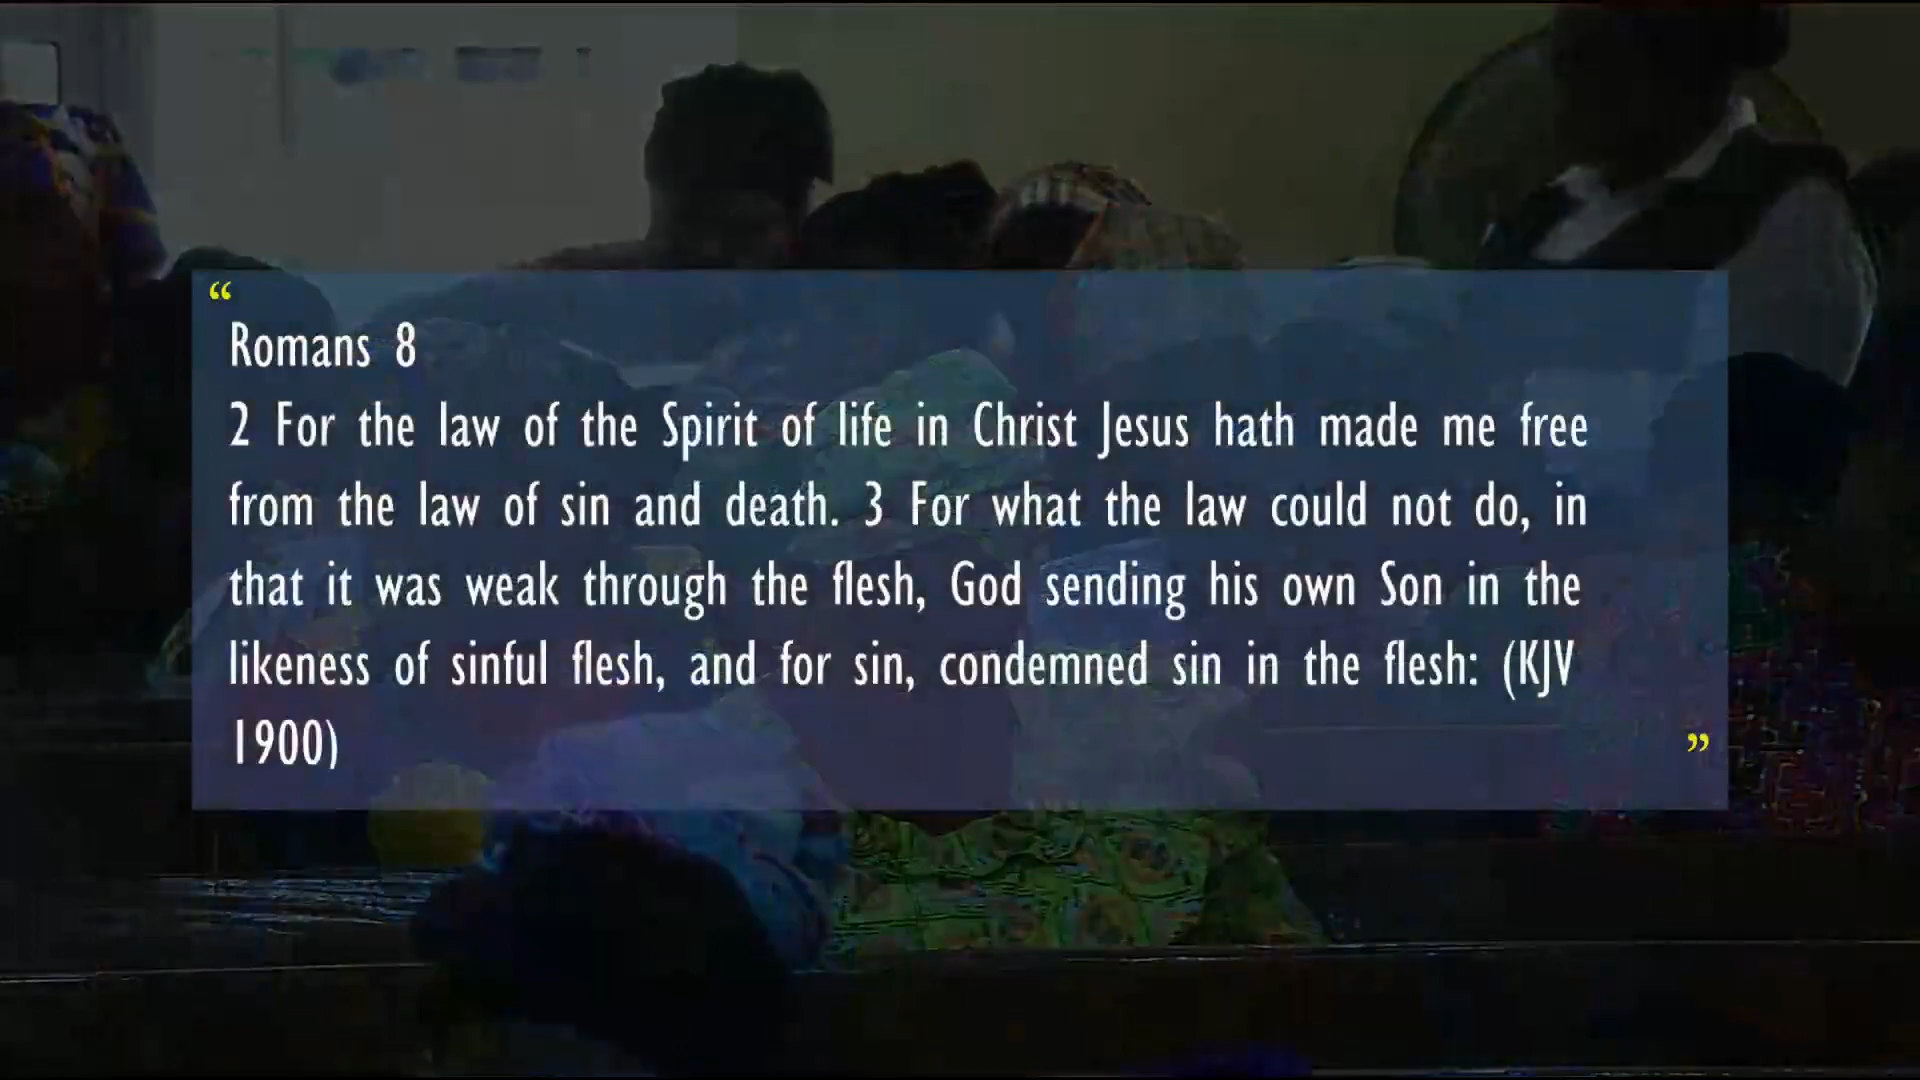 “
Romans 8
2 For the law of the Spirit of life in Christ Jesus hath made me free
from the law of sin and death. 3 For what the law could not do, in
that it was weak through the flesh, God sending his own Son in the
likeness of sinful flesh, and for sin, condemned sin in the flesh: (KJV
1900)
”